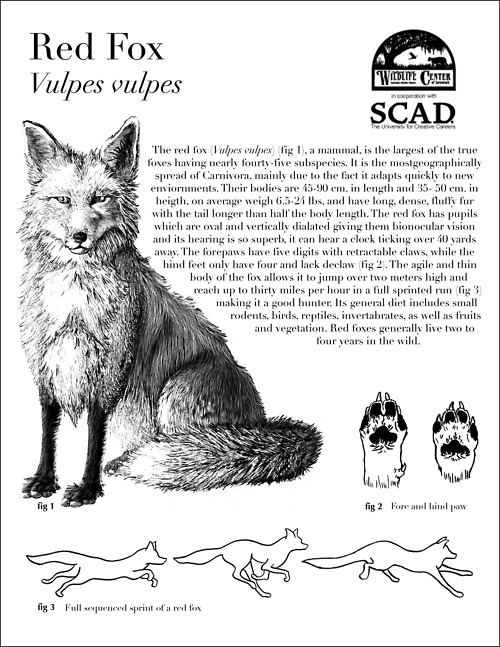 Red Fox
Vulpes vulpes
WILDLIFE CENTER
in cooperation with
SCAD
The University for Creative Careers
The red fox (Vulpes vulpes) (fig 1), a mammal, is the largest of the true
foxes having nearly fourty-five subspecies. It is the mostgeographically
spread of Carnivora, mainly due to the fact it adapts quickly to new
enviornments. Their bodies are 45-90 cm. in length and 35- 50 cm. in
heigth, on average weigh 6.5-24 lbs, and have long, dense, fluffy fur
with the tail longer than half the body length. The red fox has pupils
which are oval and vertically dialated giving them bionocular vision
and its hearing is so superb, it can hear a clock ticking over 40 yards
away. The forepaws have five digits with retractable claws, while the
hind feet only have four and lack declaw (fig 2). The agile and thin
body of the fox allows it to jump over two meters high and
reach up to thirty miles per hour in a full sprinted run (fig 3)
making it a good hunter. Its general diet includes small
rodents, birds, reptiles, invertabrates, as well as fruits
and vegetation. Red foxes generally live two to
four years in the wild.
fig 1
fig 2 Fore and hind paw
fig 3 Full sequenced sprint of a red fox